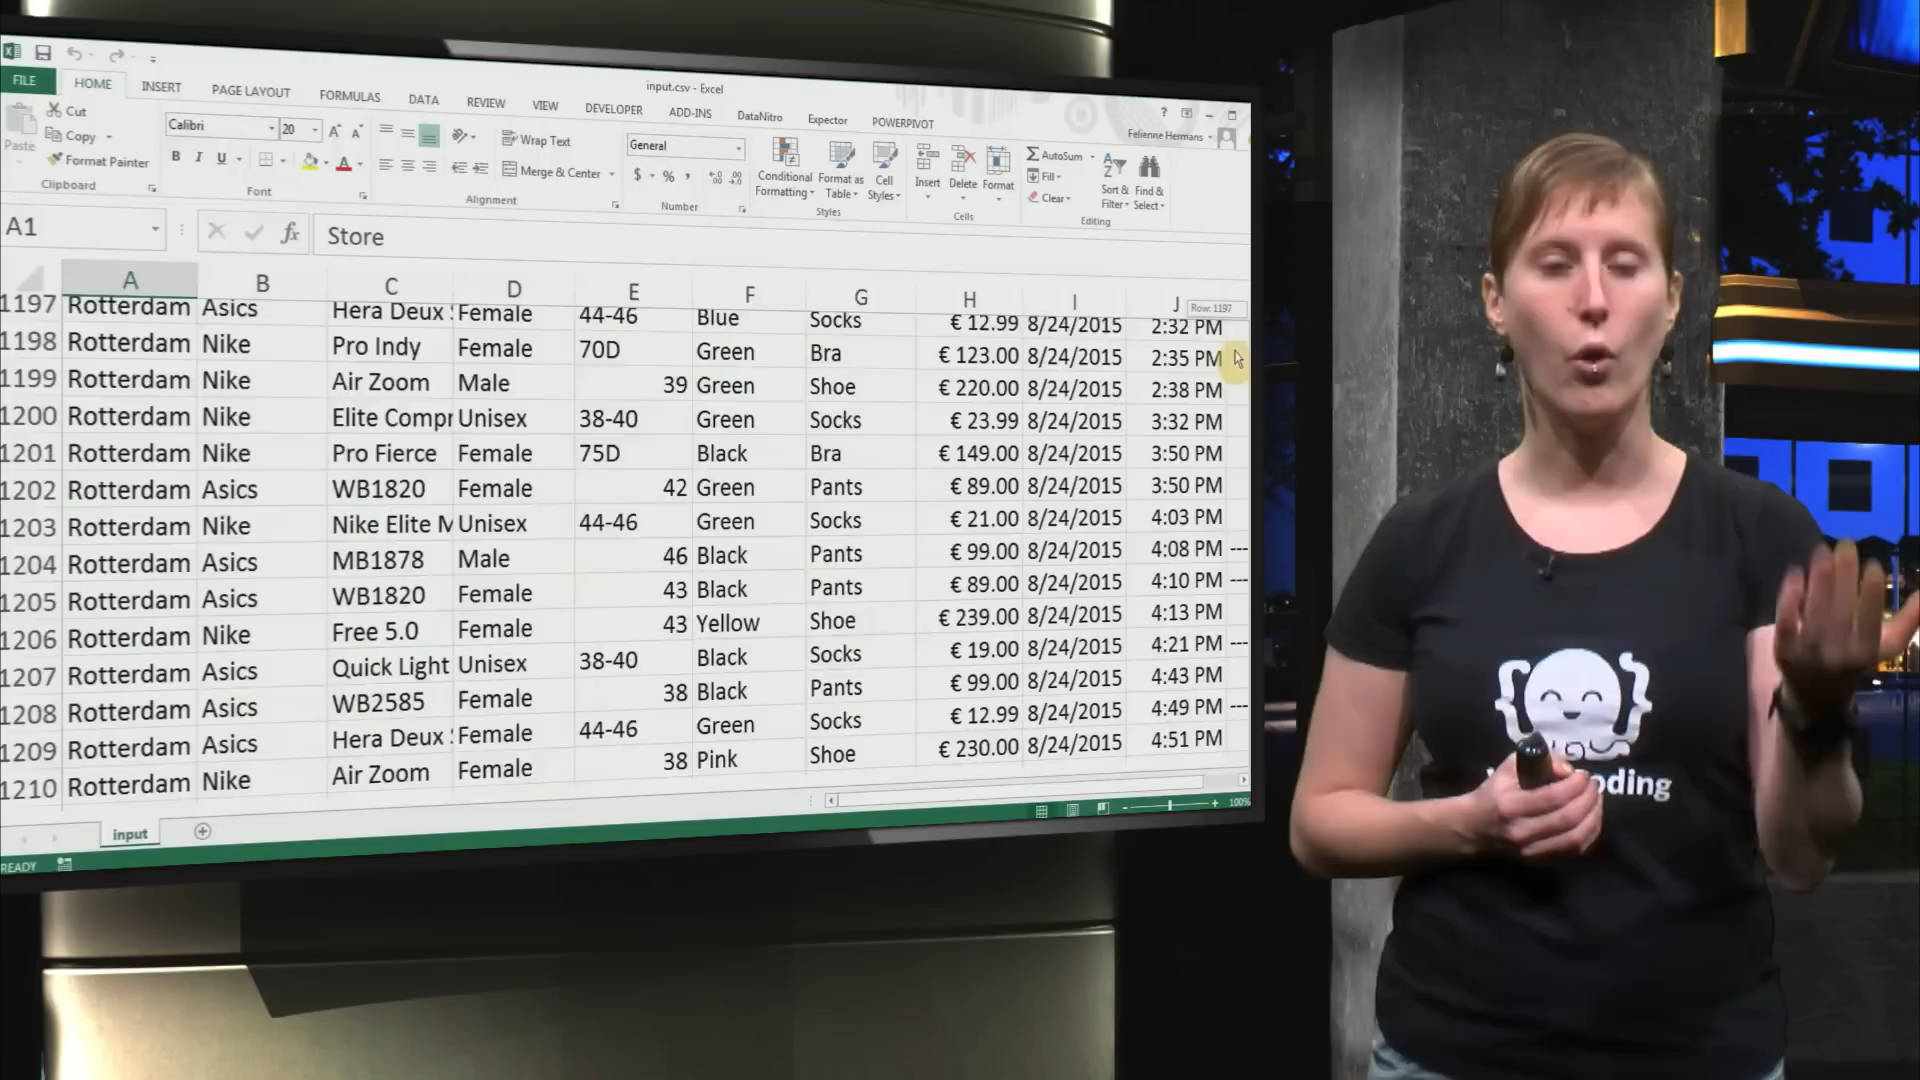 input.csv - Excel
FILE HOME INSERT PAGE LAYOUT FORMULAS DATA REVIEW VIEW DEVELOPER ADD-INS DataNitro Expector POWERPIVOT
Felienne Hermans
Paste Cut Copy Format Painter
Clipboard
Calibri 20
B I U A
Font
Wrap Text
Merge & Center
Alignment
General
$ % ,
Number
Conditional Formatting Format as Table Cell Styles
Styles
Insert Delete Format
Cells
AutoSum Fill Clear Sort & Filter Find & Select
Editing
A1 fx Store
A B C D E F G H I J
Row: 1197
1197 Rotterdam Asics Hera Deux Female 44-46 Blue Socks € 12.99 8/24/2015 2:32 PM
1198 Rotterdam Nike Pro Indy Female 70D Green Bra € 123.00 8/24/2015 2:35 PM
1199 Rotterdam Nike Air Zoom Male 39 Green Shoe € 220.00 8/24/2015 2:38 PM
1200 Rotterdam Nike Elite Compr Unisex 38-40 Green Socks € 23.99 8/24/2015 3:32 PM
1201 Rotterdam Nike Pro Fierce Female 75D Black Bra € 149.00 8/24/2015 3:50 PM
1202 Rotterdam Asics WB1820 Female 42 Green Pants € 89.00 8/24/2015 3:50 PM
1203 Rotterdam Nike Nike Elite M Unisex 44-46 Green Socks € 21.00 8/24/2015 4:03 PM
1204 Rotterdam Asics MB1878 Male 46 Black Pants € 99.00 8/24/2015 4:08 PM ---
1205 Rotterdam Asics WB1820 Female 43 Black Pants € 89.00 8/24/2015 4:10 PM ---
1206 Rotterdam Nike Free 5.0 Female 43 Yellow Shoe € 239.00 8/24/2015 4:13 PM
1207 Rotterdam Asics Quick Light Unisex 38-40 Black Socks € 19.00 8/24/2015 4:21 PM ---
1208 Rotterdam Asics WB2585 Female 38 Black Pants € 99.00 8/24/2015 4:43 PM
1209 Rotterdam Asics Hera Deux Female 44-46 Green Socks € 12.99 8/24/2015 4:49 PM ---
1210 Rotterdam Nike Air Zoom Female 38 Pink Shoe € 230.00 8/24/2015 4:51 PM
input
READY 100%
oding